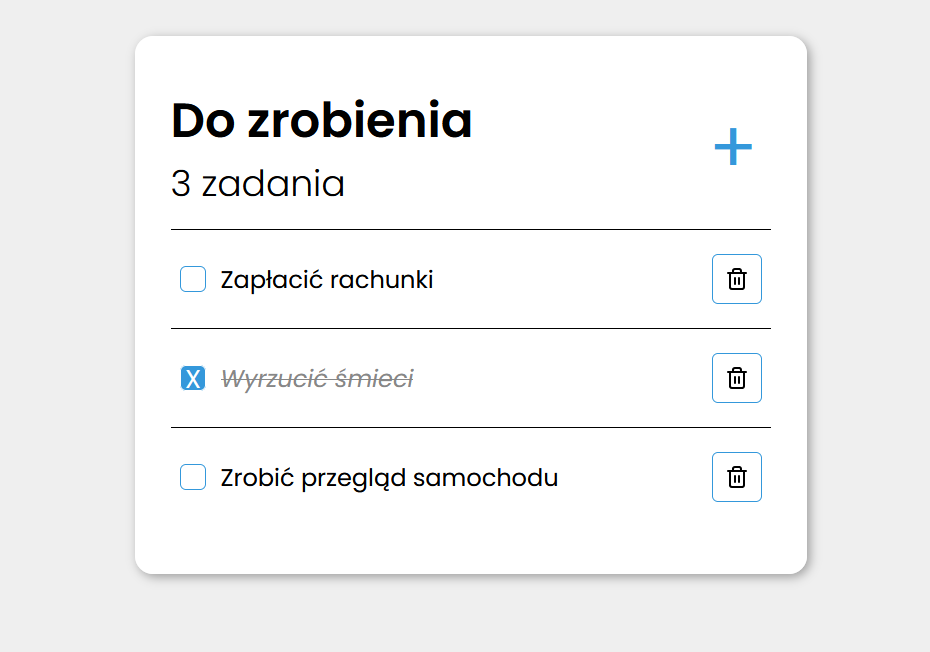 Do zrobienia
3 zadania
+
Zapłacić rachunki
X Wyrzucić śmieci
Zrobić przegląd samochodu